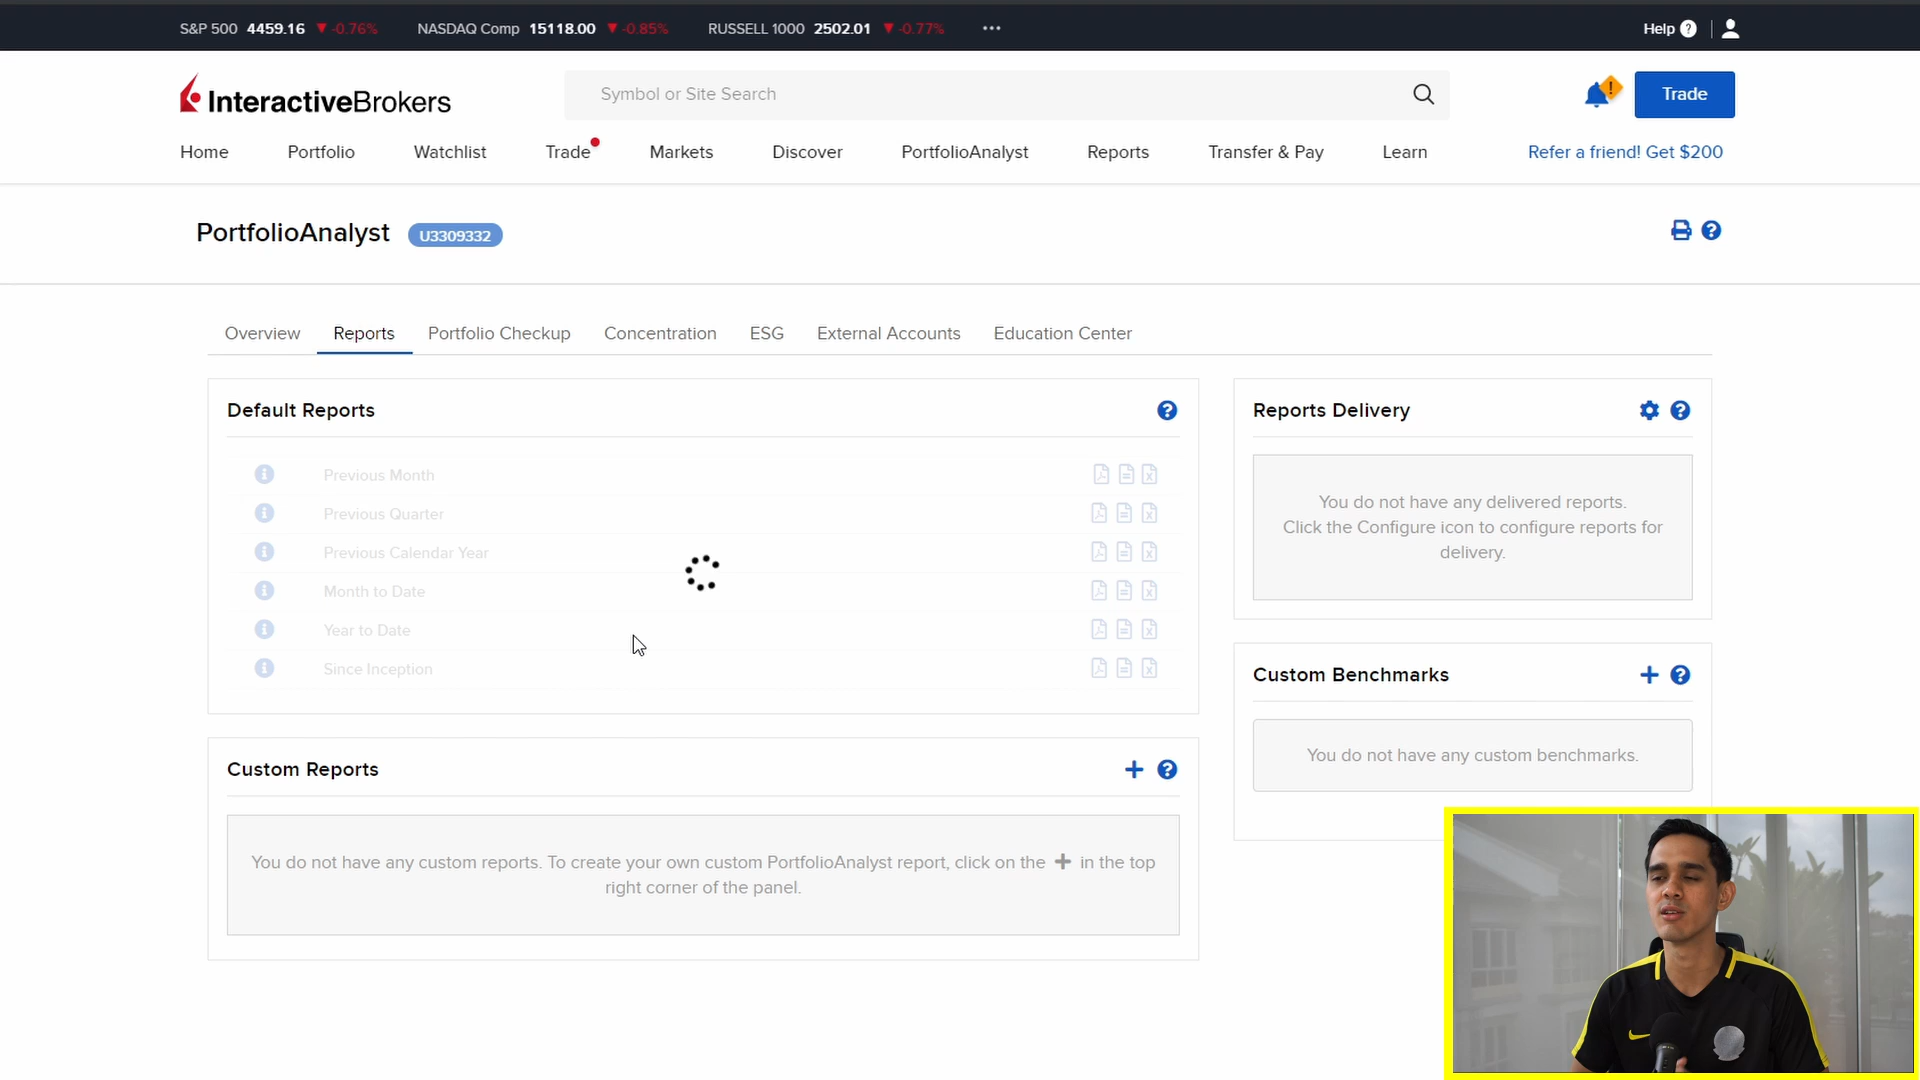 S&P 500 4459.16 ▼ -0.76% NASDAQ Comp 15118.00 ▼ -0.85% RUSSELL 1000 2502.01 ▼ -0.77% ••• Help
InteractiveBrokers
Symbol or Site Search
Trade
Home Portfolio Watchlist Trade Markets Discover PortfolioAnalyst Reports Transfer & Pay Learn Refer a friend! Get $200
PortfolioAnalyst U3309332
Overview Reports Portfolio Checkup Concentration ESG External Accounts Education Center
Default Reports
Previous Month
Previous Quarter
Previous Calendar Year
Month to Date
Year to Date
Since Inception
Reports Delivery
You do not have any delivered reports.
Click the Configure icon to configure reports for
delivery.
Custom Benchmarks
You do not have any custom benchmarks.
Custom Reports
You do not have any custom reports. To create your own custom PortfolioAnalyst report, click on the + in the top
right corner of the panel.